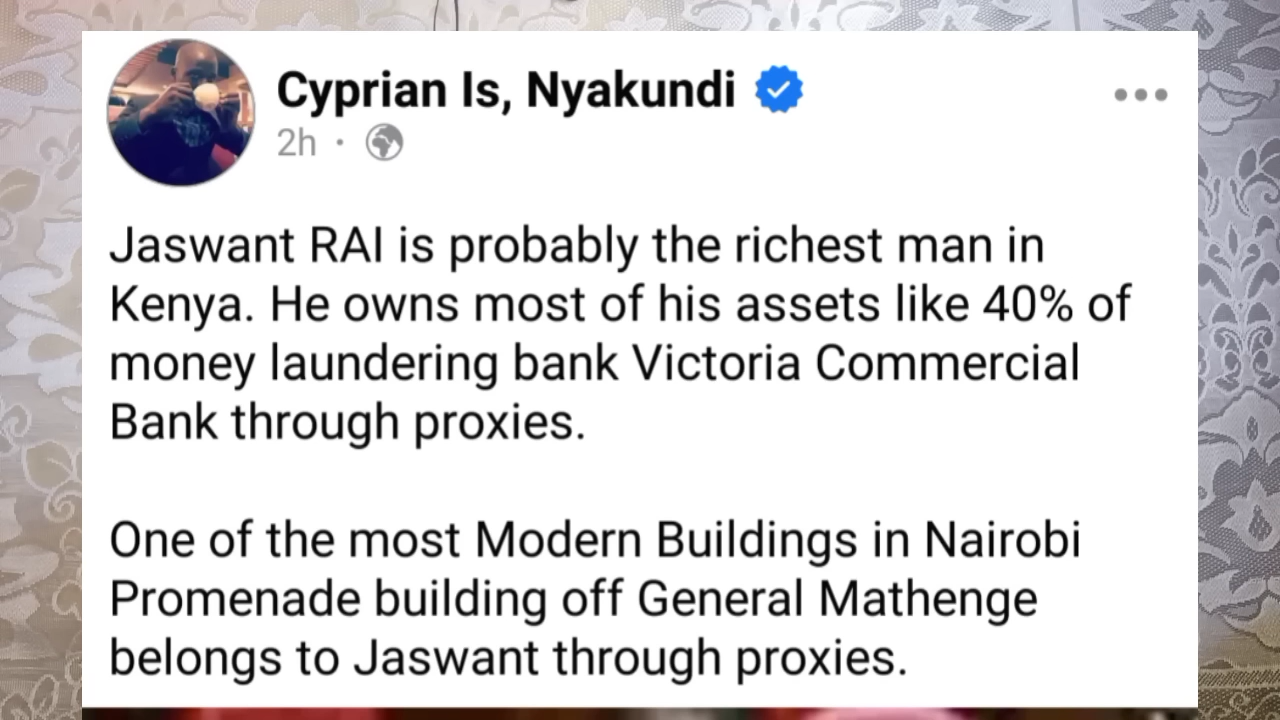 Cyprian Is, Nyakundi
2h ·
Jaswant RAI is probably the richest man in
Kenya. He owns most of his assets like 40% of
money laundering bank Victoria Commercial
Bank through proxies.
One of the most Modern Buildings in Nairobi
Promenade building off General Mathenge
belongs to Jaswant through proxies.